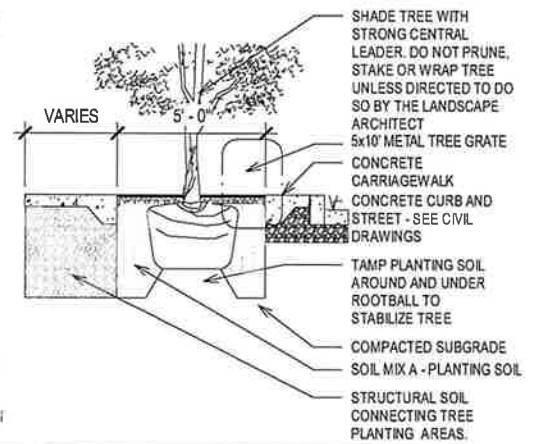 SHADE TREE WITH
STRONG CENTRAL
LEADER. DO NOT PRUNE,
STAKE OR WRAP TREE
UNLESS DIRECTED TO DO
SO BY THE LANDSCAPE
ARCHITECT
VARIES
5' - 0"
5x10' METAL TREE GRATE
CONCRETE
CARRIAGEWALK
CONCRETE CURB AND
STREET - SEE CIVIL
DRAWINGS
TAMP PLANTING SOIL
AROUND AND UNDER
ROOTBALL TO
STABILIZE TREE
COMPACTED SUBGRADE
SOIL MIX A - PLANTING SOIL
STRUCTURAL SOIL
CONNECTING TREE
PLANTING AREAS.